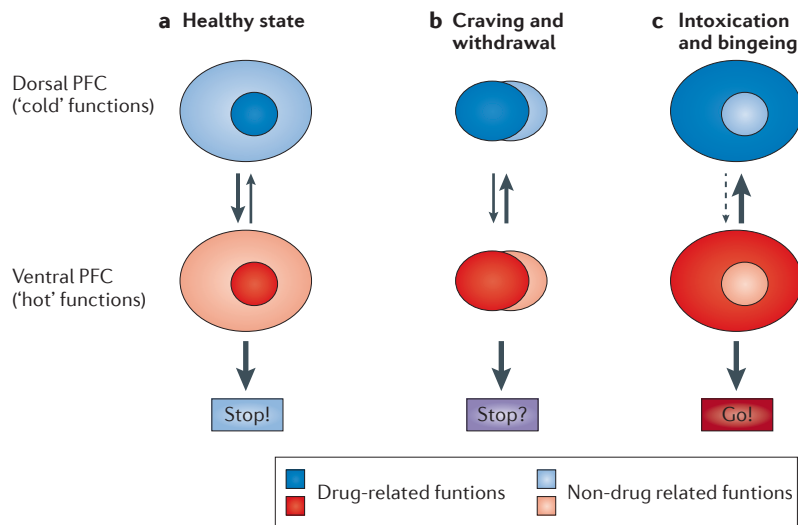 a Healthy state
b Craving and
withdrawal
c Intoxication
and bingeing
Dorsal PFC
(‘cold’ functions)
Ventral PFC
(‘hot’ functions)
Stop!
Stop?
Go!
Drug-related funtions
Non-drug related funtions